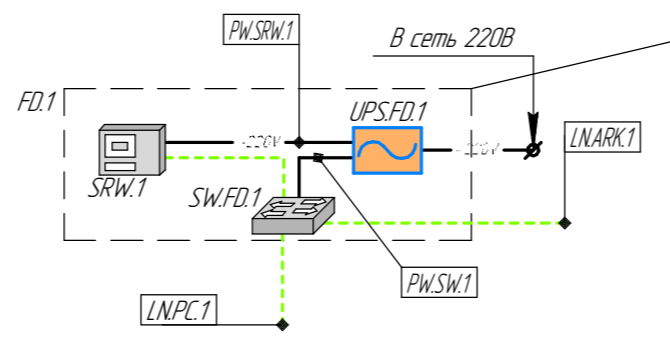 PW.SRW.1
В сеть 220В
FD.1
UPS.FD.1
~220V
~220V
LN.ARK.1
SRW.1
SW.FD.1
PW.SW.1
LN.PC.1